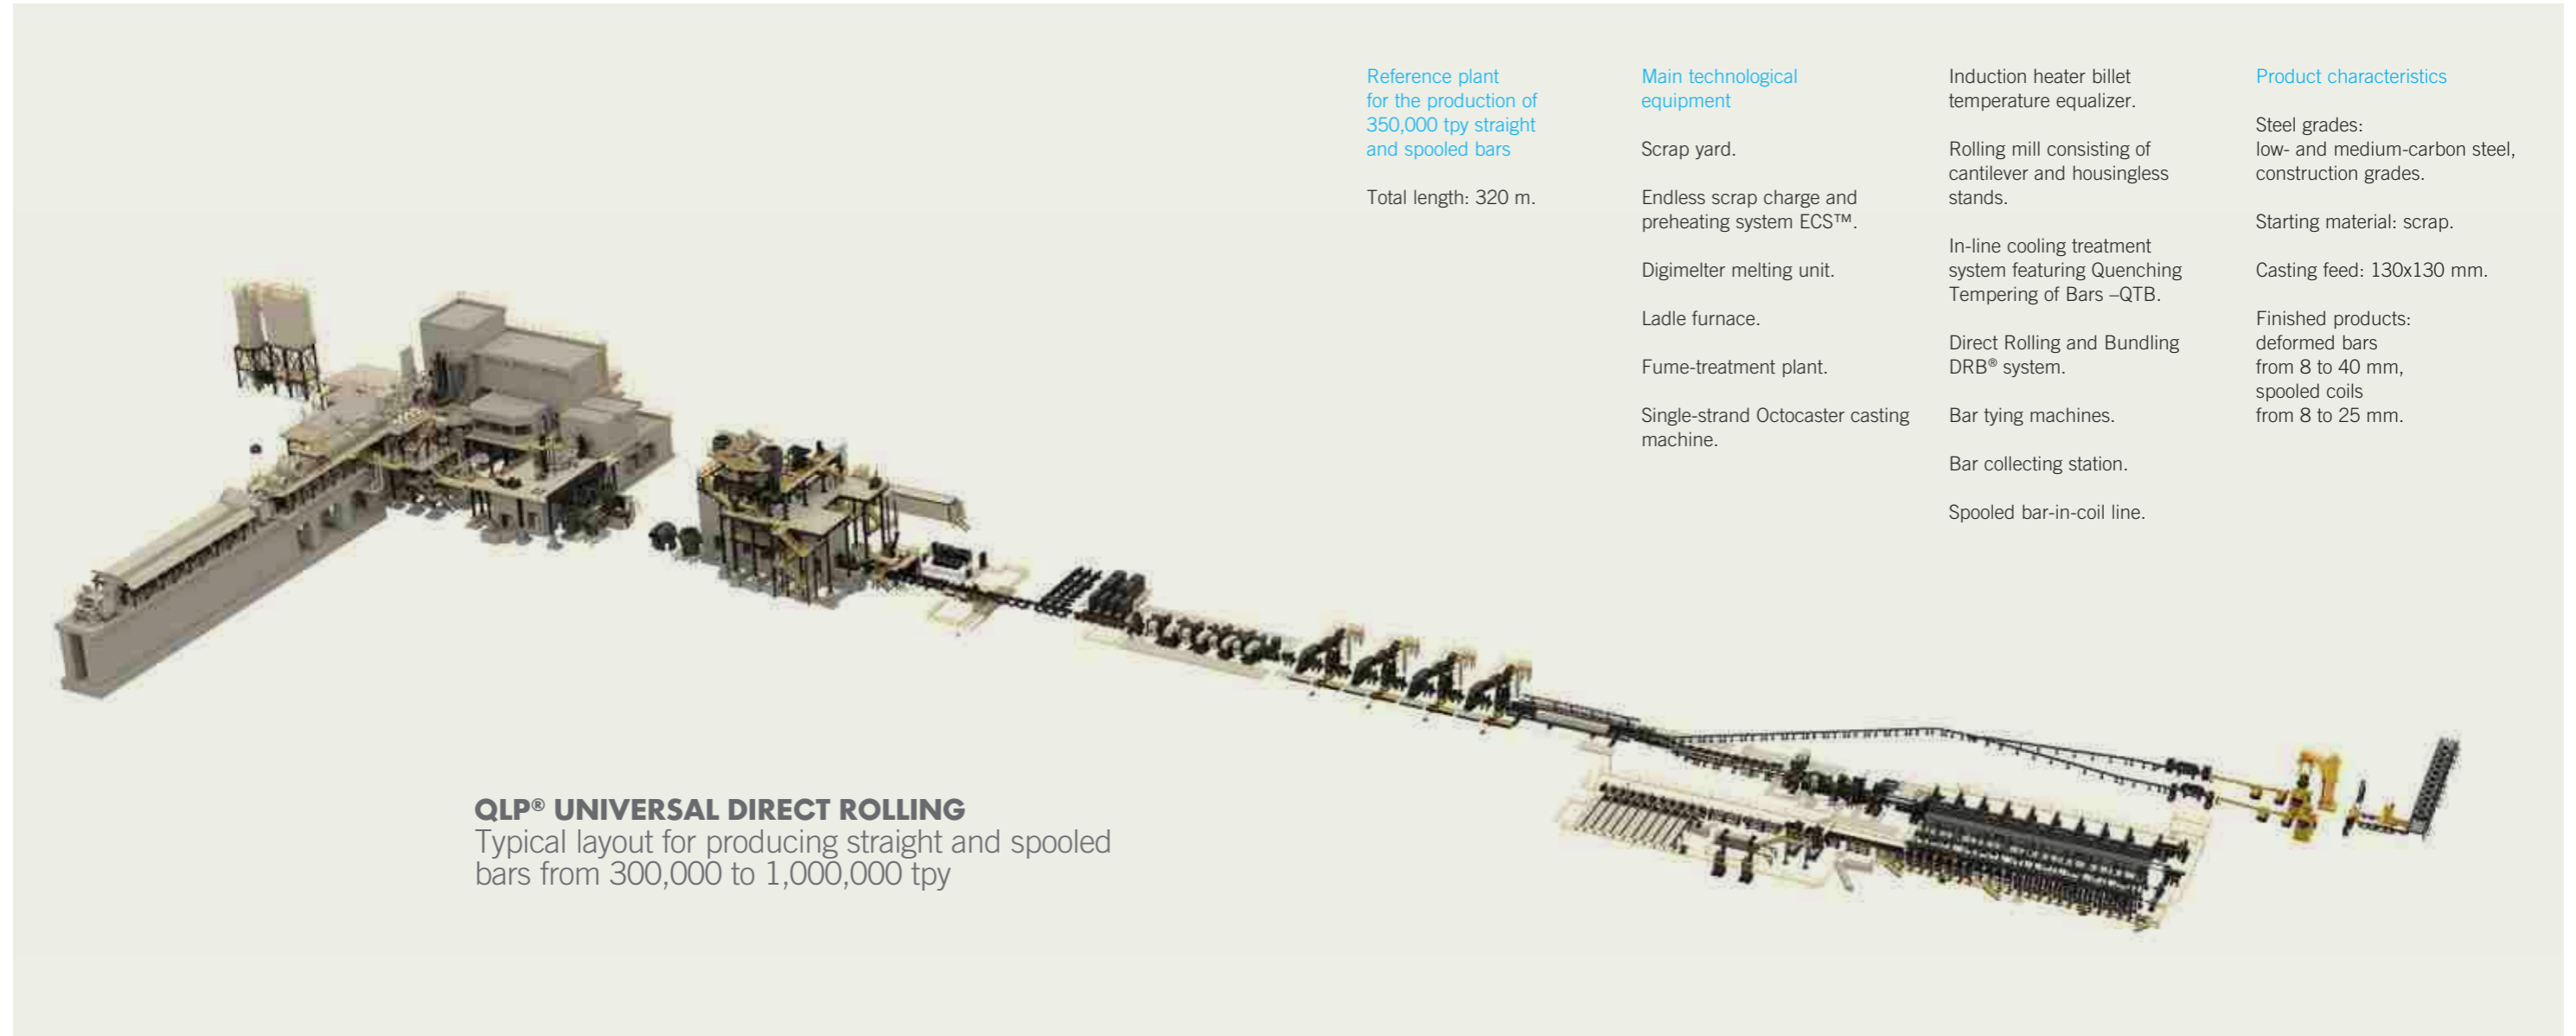 Reference plant
for the production of
350,000 tpy straight
and spooled bars
Total length: 320 m.
Main technological
equipment
Scrap yard.
Endless scrap charge and
preheating system ECS™.
Digimelter melting unit.
Ladle furnace.
Fume-treatment plant.
Single-strand Octocaster casting
machine.
Induction heater billet
temperature equalizer.
Rolling mill consisting of
cantilever and housingless
stands.
In-line cooling treatment
system featuring Quenching
Tempering of Bars –QTB.
Direct Rolling and Bundling
DRB® system.
Bar tying machines.
Bar collecting station.
Spooled bar-in-coil line.
Product characteristics
Steel grades:
low- and medium-carbon steel,
construction grades.
Starting material: scrap.
Casting feed: 130x130 mm.
Finished products:
deformed bars
from 8 to 40 mm,
spooled coils
from 8 to 25 mm.
QLP® UNIVERSAL DIRECT ROLLING
Typical layout for producing straight and spooled
bars from 300,000 to 1,000,000 tpy